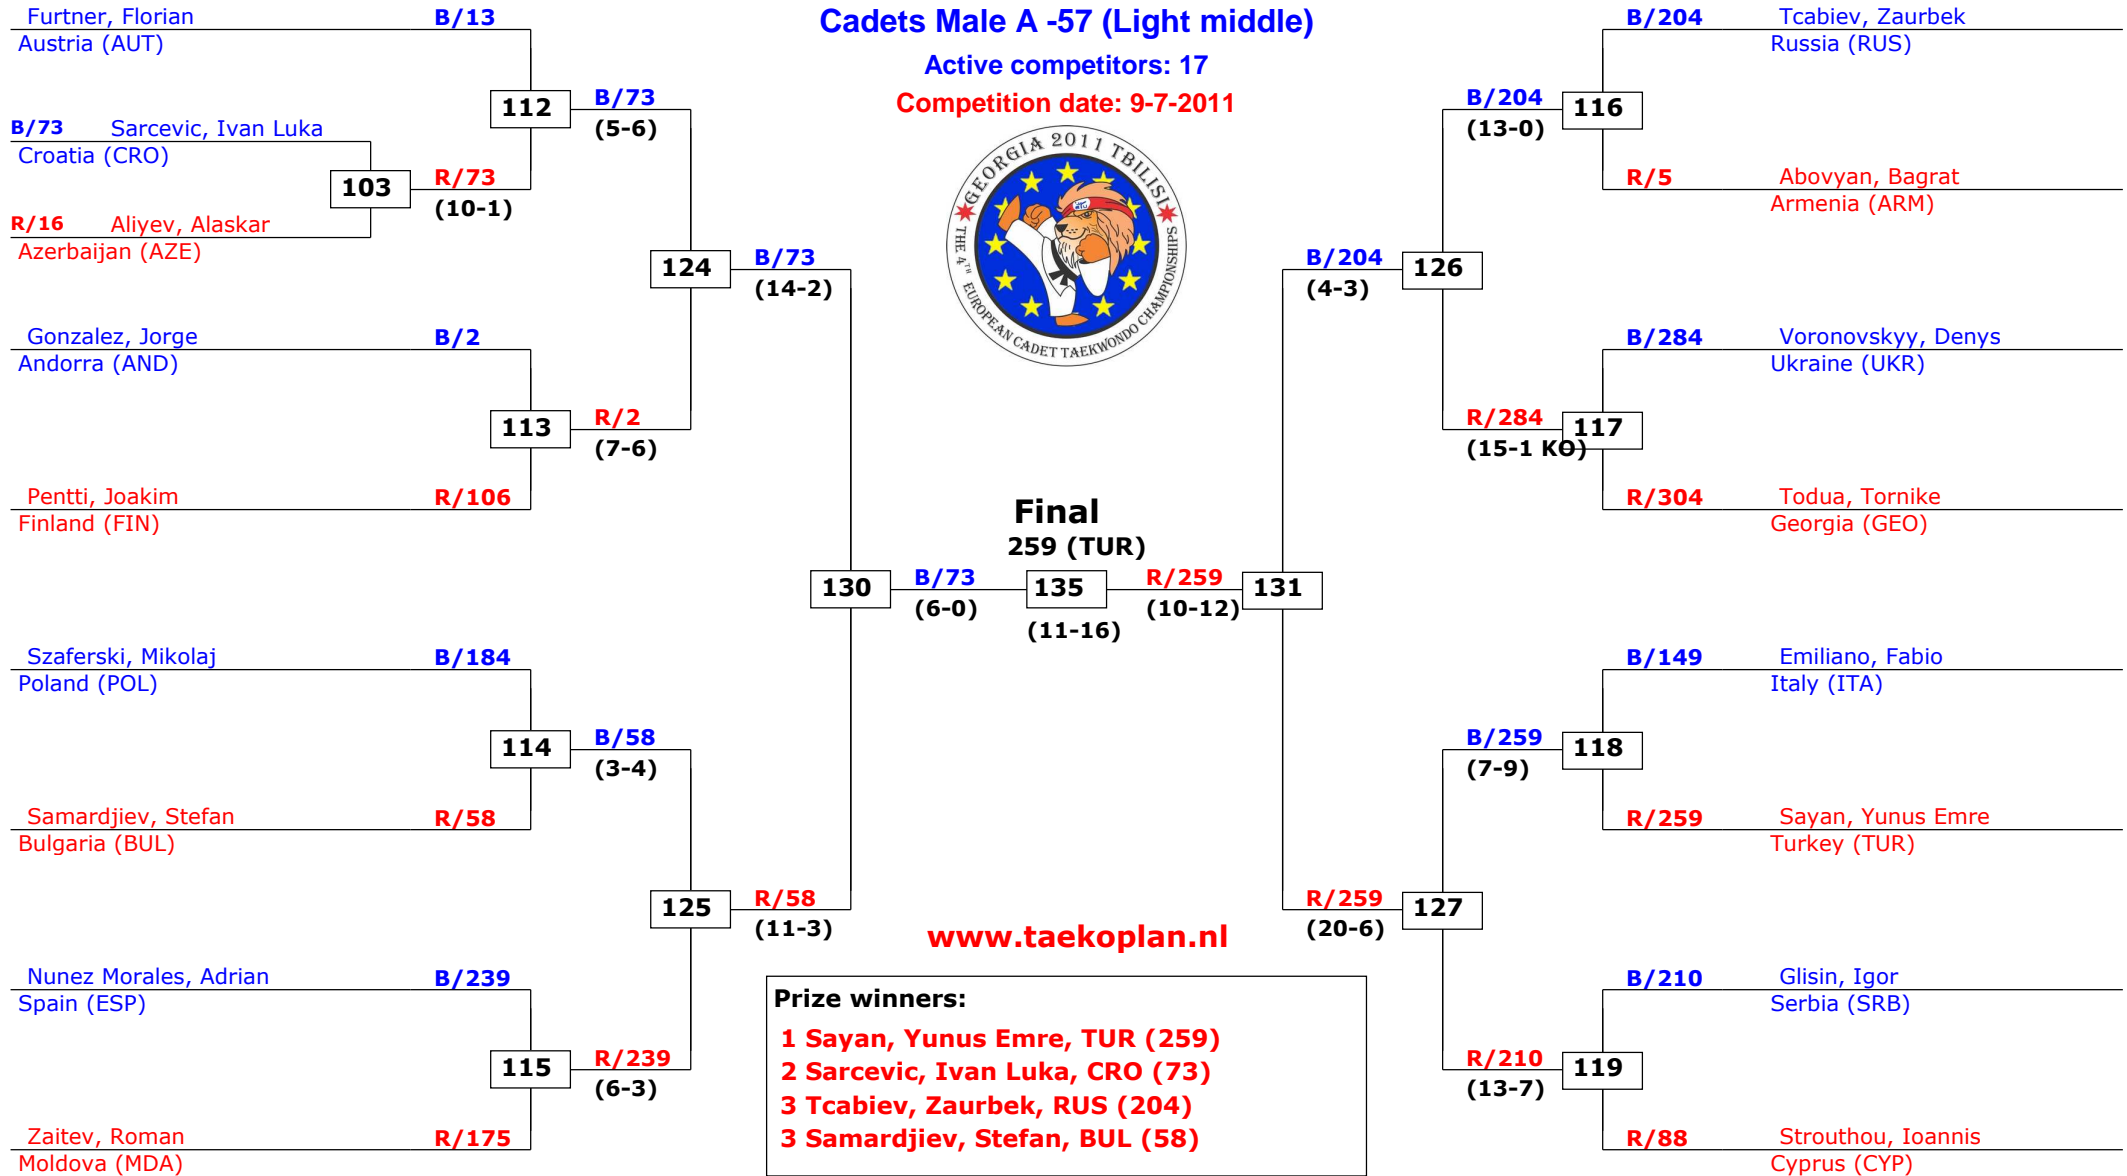 Cadets Male A -57 (Light middle)
Active competitors: 17
Competition date: 9-7-2011
GEORGIA 2011 TBILISI
THE 4TH EUROPEAN CADET TAEKWONDO CHAMPIONSHIPS
Furtner, Florian B/13
Austria (AUT)
112
B/73
(5-6)
B/73 Sarcevic, Ivan Luka
Croatia (CRO)
103
R/73
(10-1)
R/16 Aliyev, Alaskar
Azerbaijan (AZE)
124
B/73
(14-2)
Gonzalez, Jorge B/2
Andorra (AND)
113
R/2
(7-6)
Pentti, Joakim R/106
Finland (FIN)
130
B/73
(6-0)
Szaferski, Mikolaj B/184
Poland (POL)
114
B/58
(3-4)
Samardjiev, Stefan R/58
Bulgaria (BUL)
125
R/58
(11-3)
Nunez Morales, Adrian B/239
Spain (ESP)
115
R/239
(6-3)
Zaitev, Roman R/175
Moldova (MDA)
Final
259 (TUR)
135
(11-16)
R/259
(10-12)
131
B/204 Tcabiev, Zaurbek
Russia (RUS)
B/204
(13-0)
116
R/5 Abovyan, Bagrat
Armenia (ARM)
B/204
(4-3)
126
B/284 Voronovskyy, Denys
Ukraine (UKR)
R/284
(15-1 KO)
117
R/304 Todua, Tornike
Georgia (GEO)
B/149 Emiliano, Fabio
Italy (ITA)
B/259
(7-9)
118
R/259 Sayan, Yunus Emre
Turkey (TUR)
R/259
(20-6)
127
B/210 Glisin, Igor
Serbia (SRB)
R/210
(13-7)
119
R/88 Strouthou, Ioannis
Cyprus (CYP)
www.taekoplan.nl
Prize winners:
1 Sayan, Yunus Emre, TUR (259)
2 Sarcevic, Ivan Luka, CRO (73)
3 Tcabiev, Zaurbek, RUS (204)
3 Samardjiev, Stefan, BUL (58)